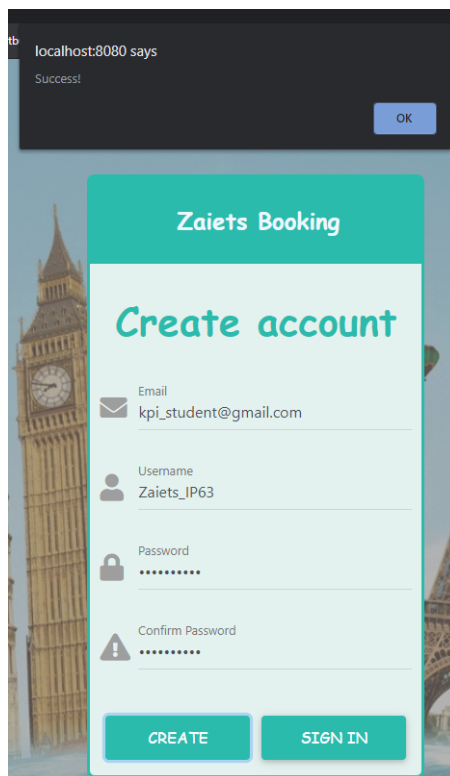 tb
localhost:8080 says
Success!
OK
Zaiets Booking
Create account
Email
kpi_student@gmail.com
Username
Zaiets_IP63
Password
••••••••••
Confirm Password
••••••••••
CREATE
SIGN IN